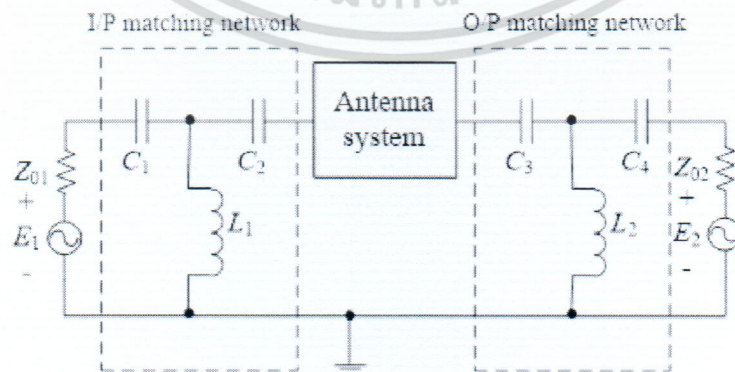 I/P matching network
O/P matching network
Antenna
system
C1
C2
C3
C4
Z01
+
E1
-
L1
L2
Z02
+
E2
-